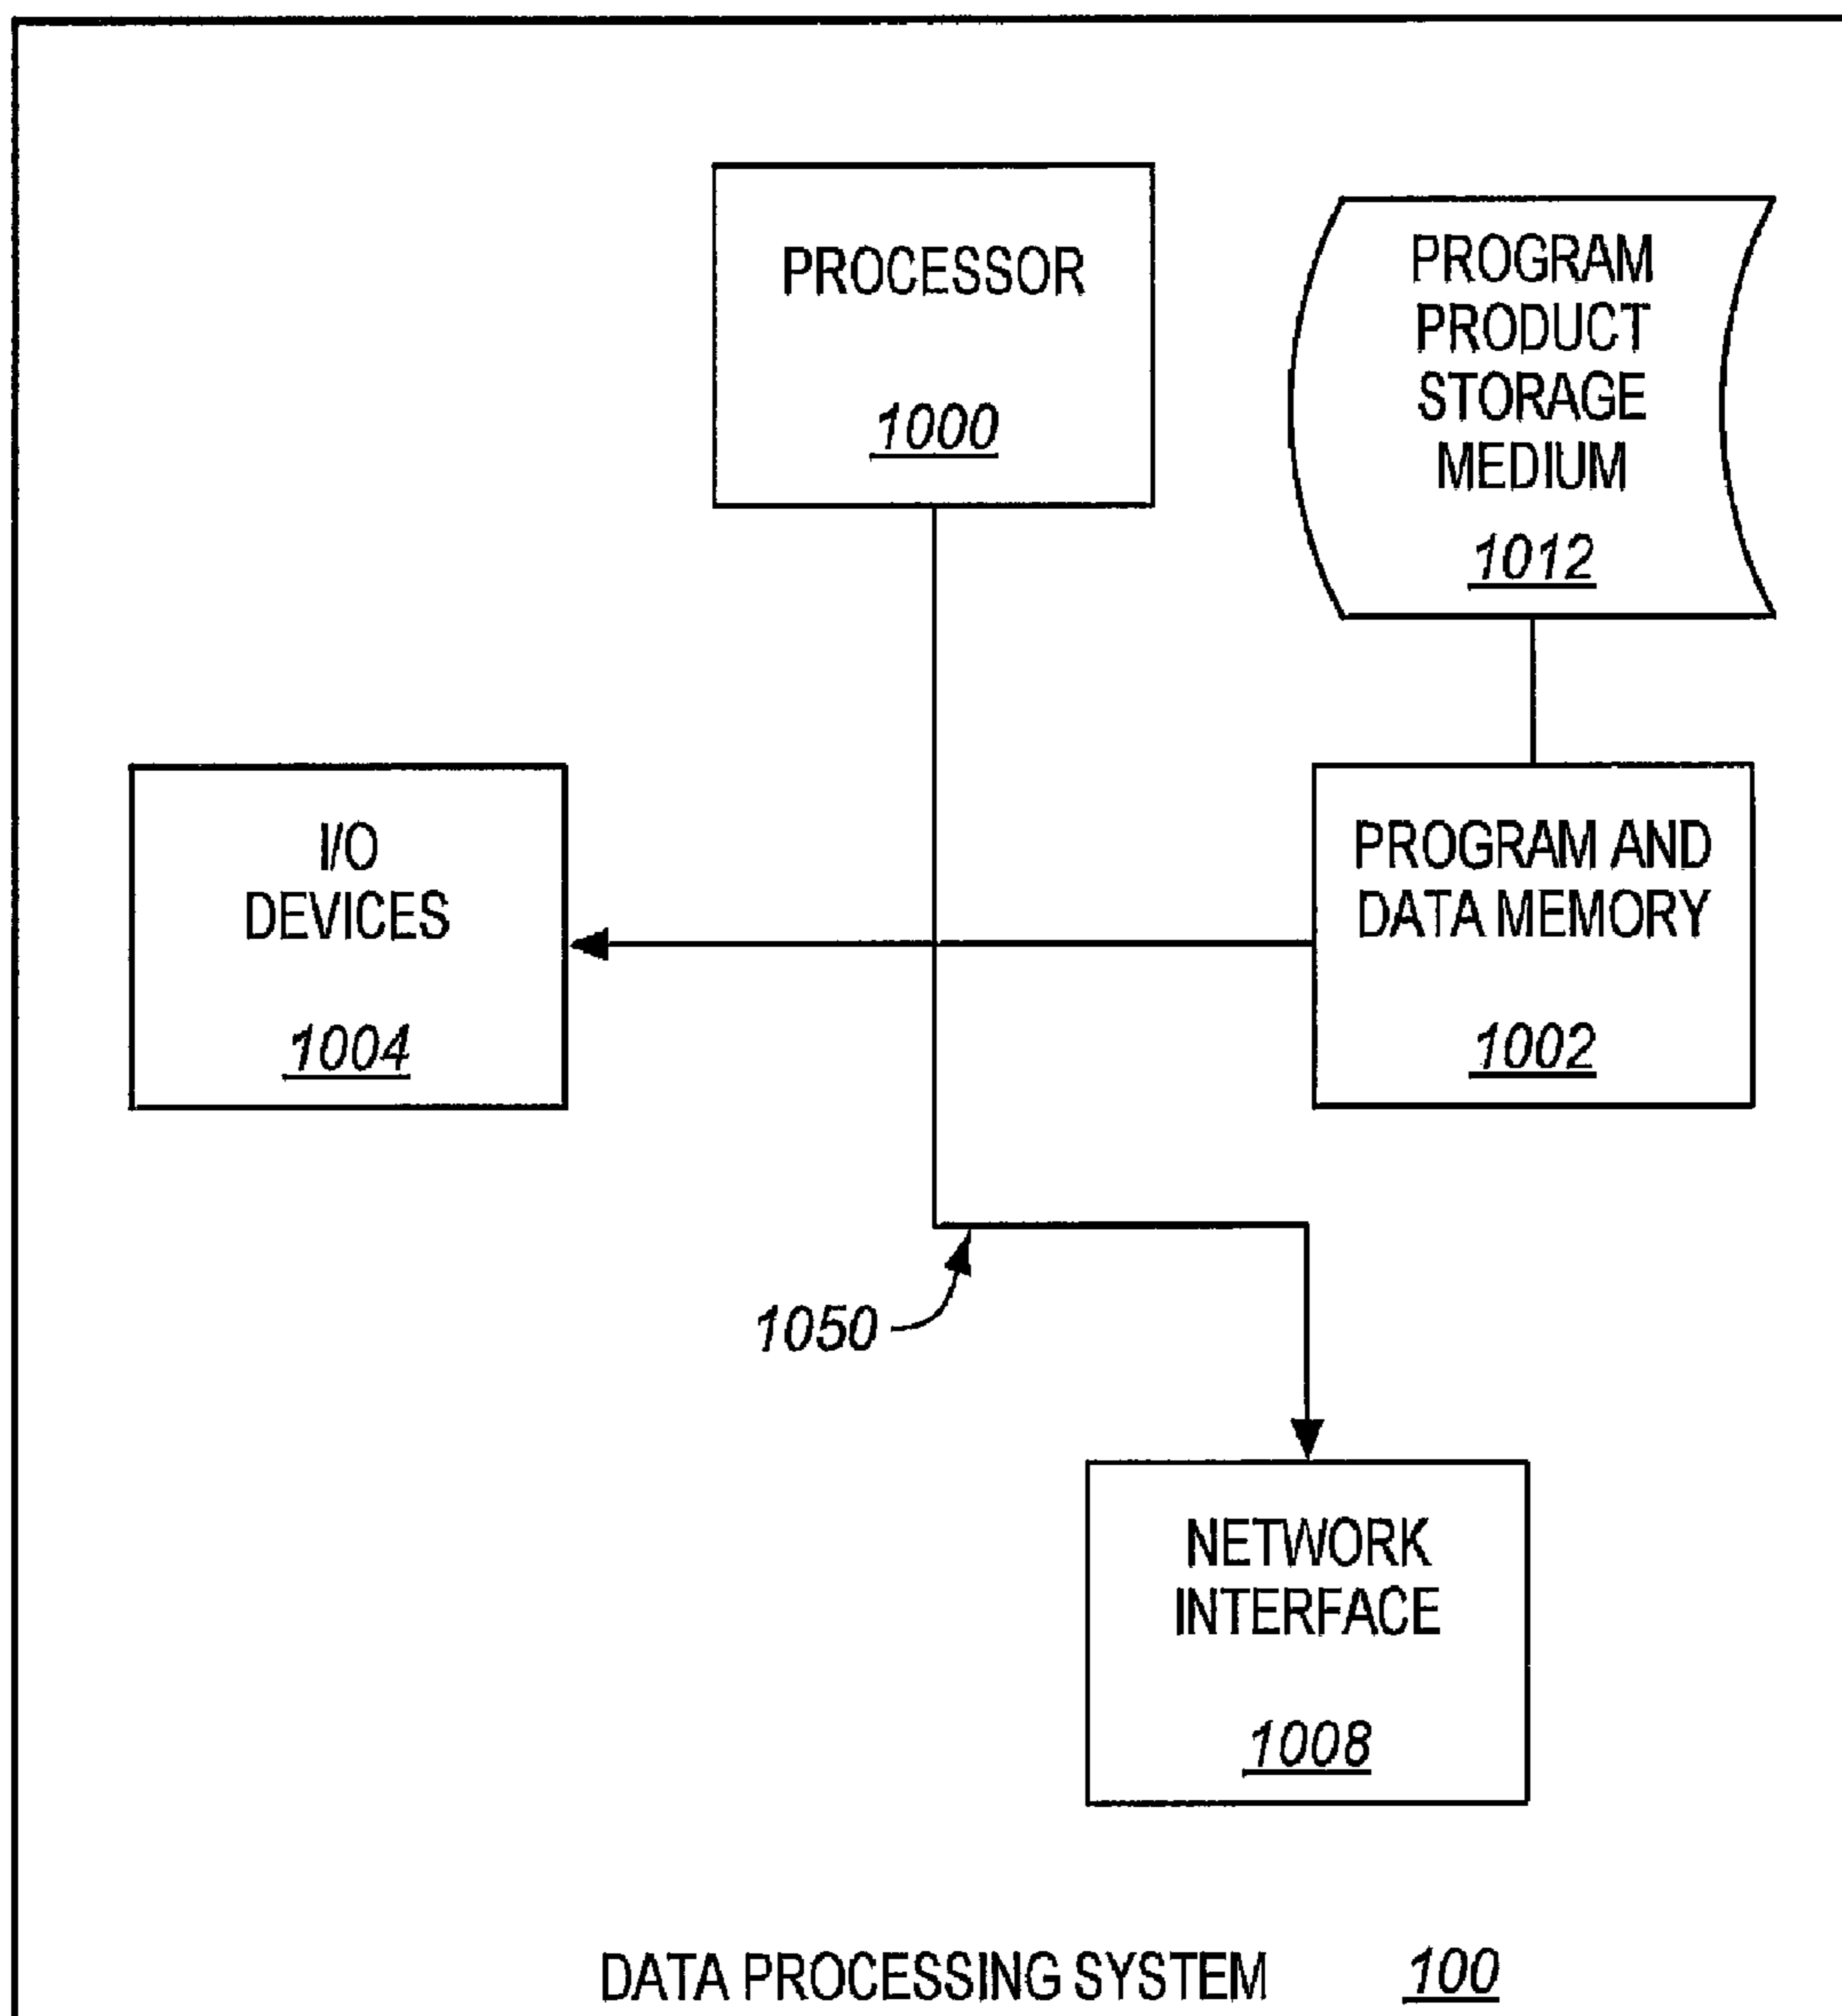 PROCESSOR
1000
PROGRAM
PRODUCT
STORAGE
MEDIUM
1012
I/O
DEVICES
1004
PROGRAM AND
DATA MEMORY
1002
1050
NETWORK
INTERFACE
1008
DATA PROCESSING SYSTEM 100